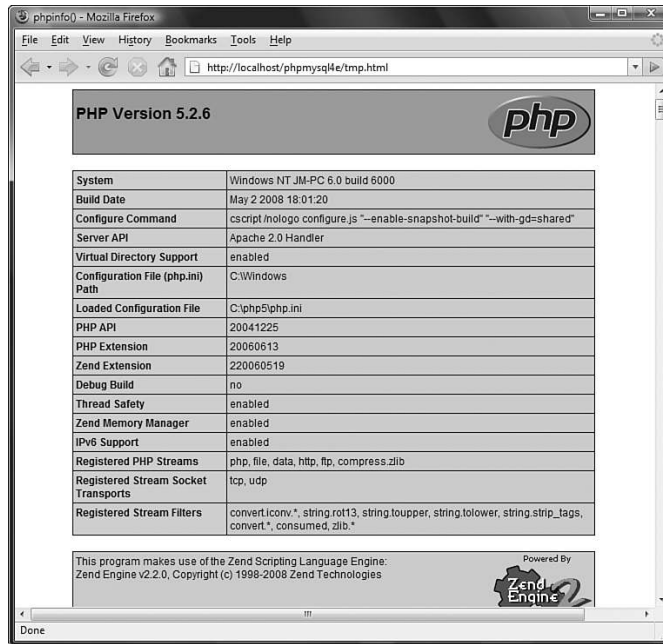 phpinfo() - Mozilla Firefox
File Edit View History Bookmarks Tools Help
http://localhost/phpmysql4e/tmp.html
PHP Version 5.2.6
php
System Windows NT JM-PC 6.0 build 6000
Build Date May 2 2008 18:01:20
Configure Command cscript /nologo configure.js "--enable-snapshot-build" "--with-gd=shared"
Server API Apache 2.0 Handler
Virtual Directory Support enabled
Configuration File (php.ini) C:\Windows
Path
Loaded Configuration File C:\php5\php.ini
PHP API 20041225
PHP Extension 20060613
Zend Extension 220060519
Debug Build no
Thread Safety enabled
Zend Memory Manager enabled
IPv6 Support enabled
Registered PHP Streams php, file, data, http, ftp, compress.zlib
Registered Stream Socket tcp, udp
Transports
Registered Stream Filters convert.iconv.*, string.rot13, string.toupper, string.tolower, string.strip_tags,
convert.*, consumed, zlib.*
This program makes use of the Zend Scripting Language Engine:
Zend Engine v2.2.0, Copyright (c) 1998-2008 Zend Technologies
Powered By
Zend
Engine 2
Done